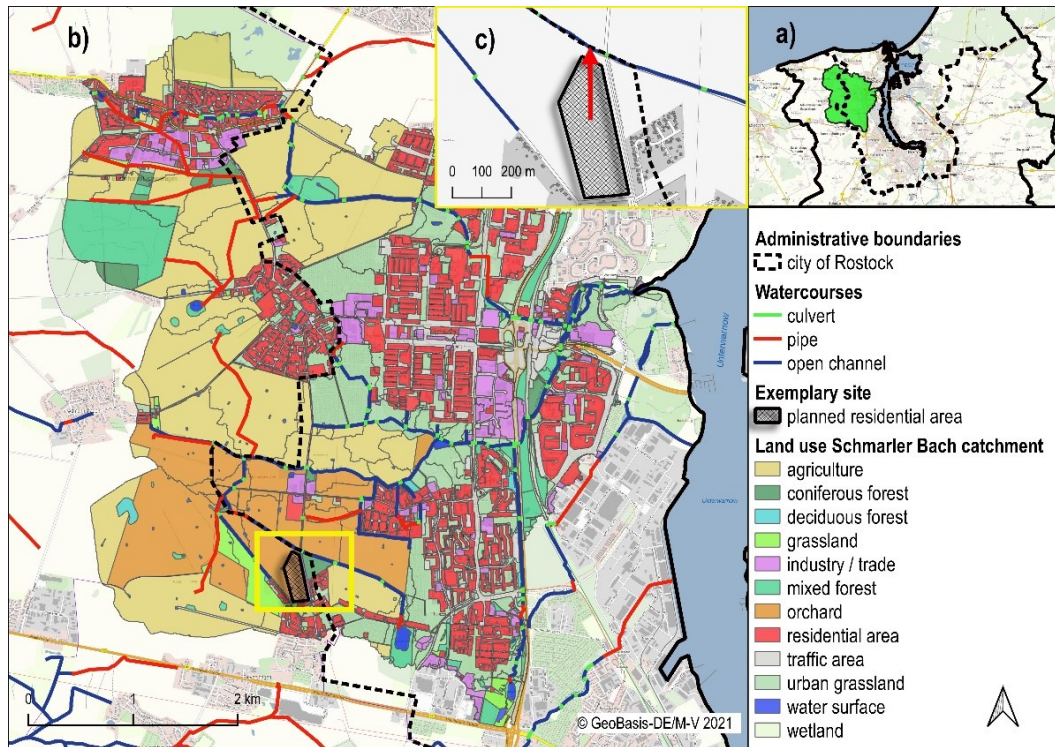 b)
c)
a)
0 100 200 m
Administrative boundaries
city of Rostock
Watercourses
culvert
pipe
open channel
Exemplary site
planned residential area
Land use Schmarler Bach catchment
agriculture
coniferous forest
deciduous forest
grassland
industry / trade
mixed forest
orchard
residential area
traffic area
urban grassland
water surface
wetland
Unterwarnow
Unterwarnow
0 1 2 km
© GeoBasis-DE/M-V 2021